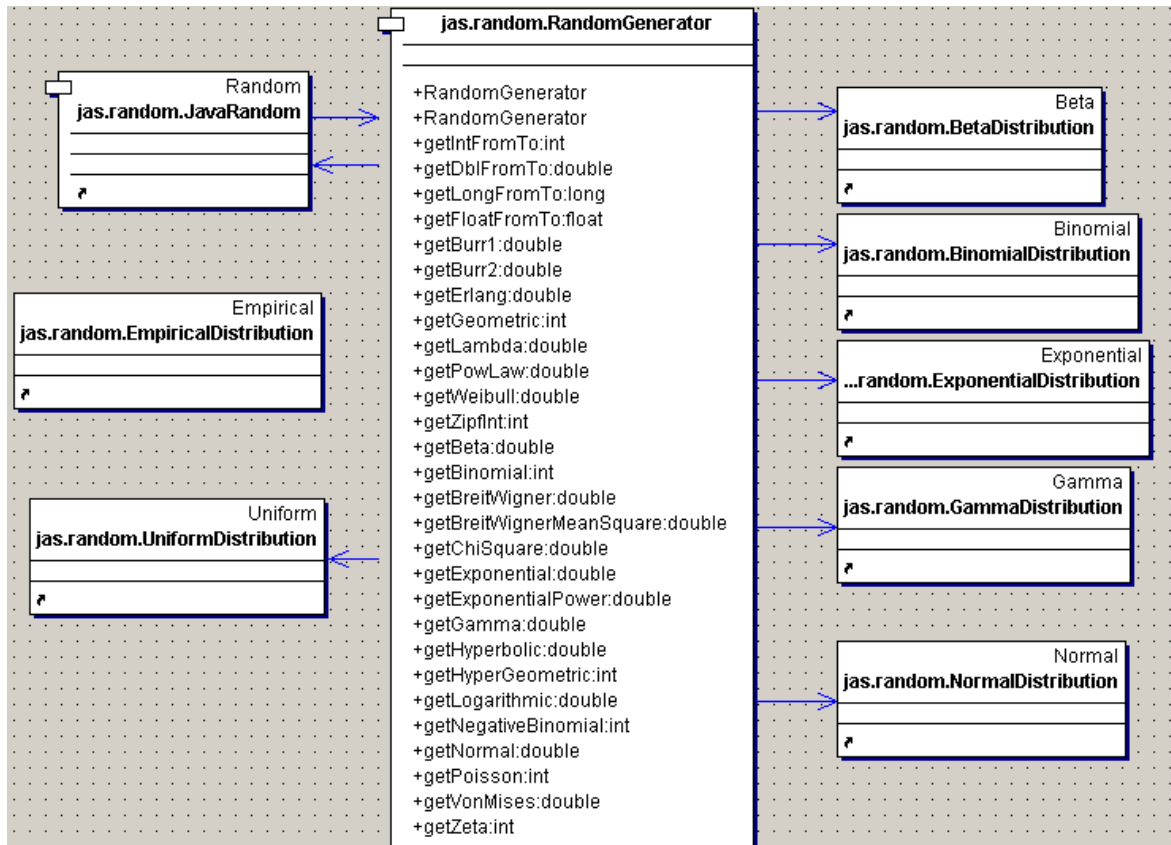 jas.random.RandomGenerator
+RandomGenerator
+RandomGenerator
+getIntFromTo:int
+getDblFromTo:double
+getLongFromTo:long
+getFloatFromTo:float
+getBurr1:double
+getBurr2:double
+getErlang:double
+getGeometric:int
+getLambda:double
+getPowLaw:double
+getWeibull:double
+getZipfInt:int
+getBeta:double
+getBinomial:int
+getBreitWigner:double
+getBreitWignerMeanSquare:double
+getChiSquare:double
+getExponential:double
+getExponentialPower:double
+getGamma:double
+getHyperbolic:double
+getHyperGeometric:int
+getLogarithmic:double
+getNegativeBinomial:int
+getNormal:double
+getPoisson:int
+getVonMises:double
+getZeta:int
Random
jas.random.JavaRandom
Empirical
jas.random.EmpiricalDistribution
Uniform
jas.random.UniformDistribution
Beta
jas.random.BetaDistribution
Binomial
jas.random.BinomialDistribution
Exponential
...random.ExponentialDistribution
Gamma
jas.random.GammaDistribution
Normal
jas.random.NormalDistribution